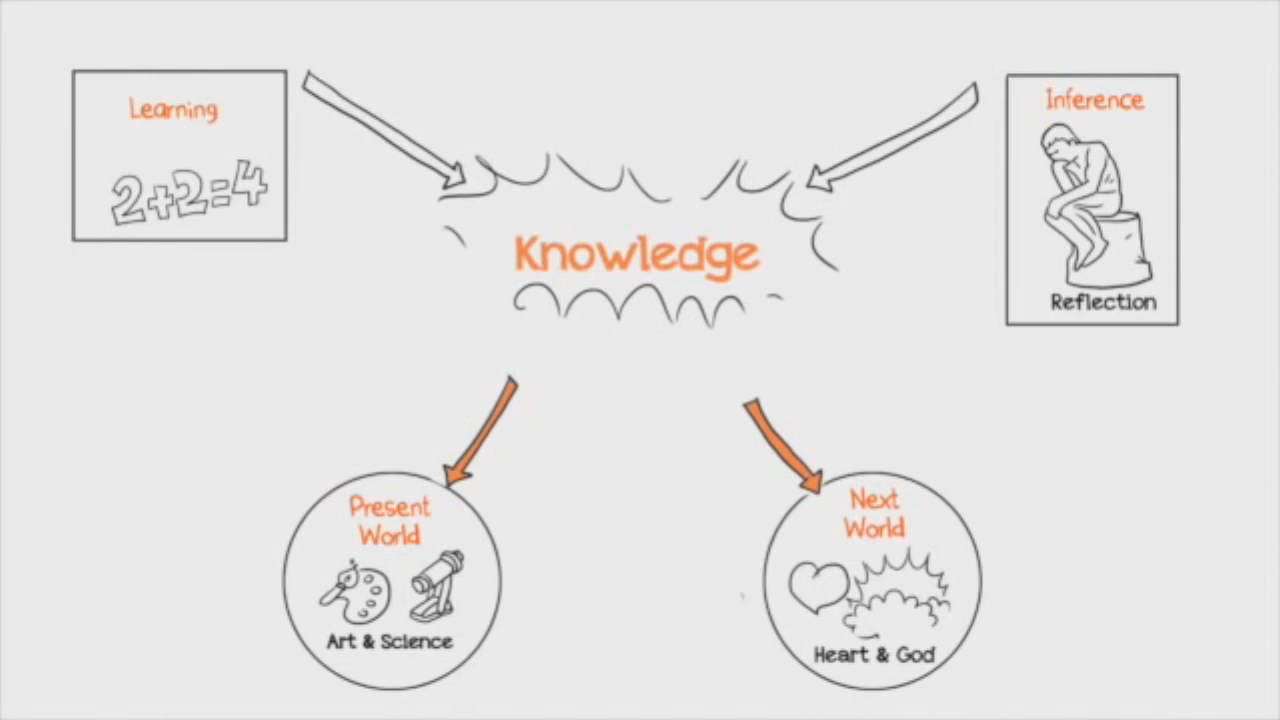 Learning
2+2=4
Inference
Reflection
Knowledge
Present
World
Art & Science
Next
World
Heart & God